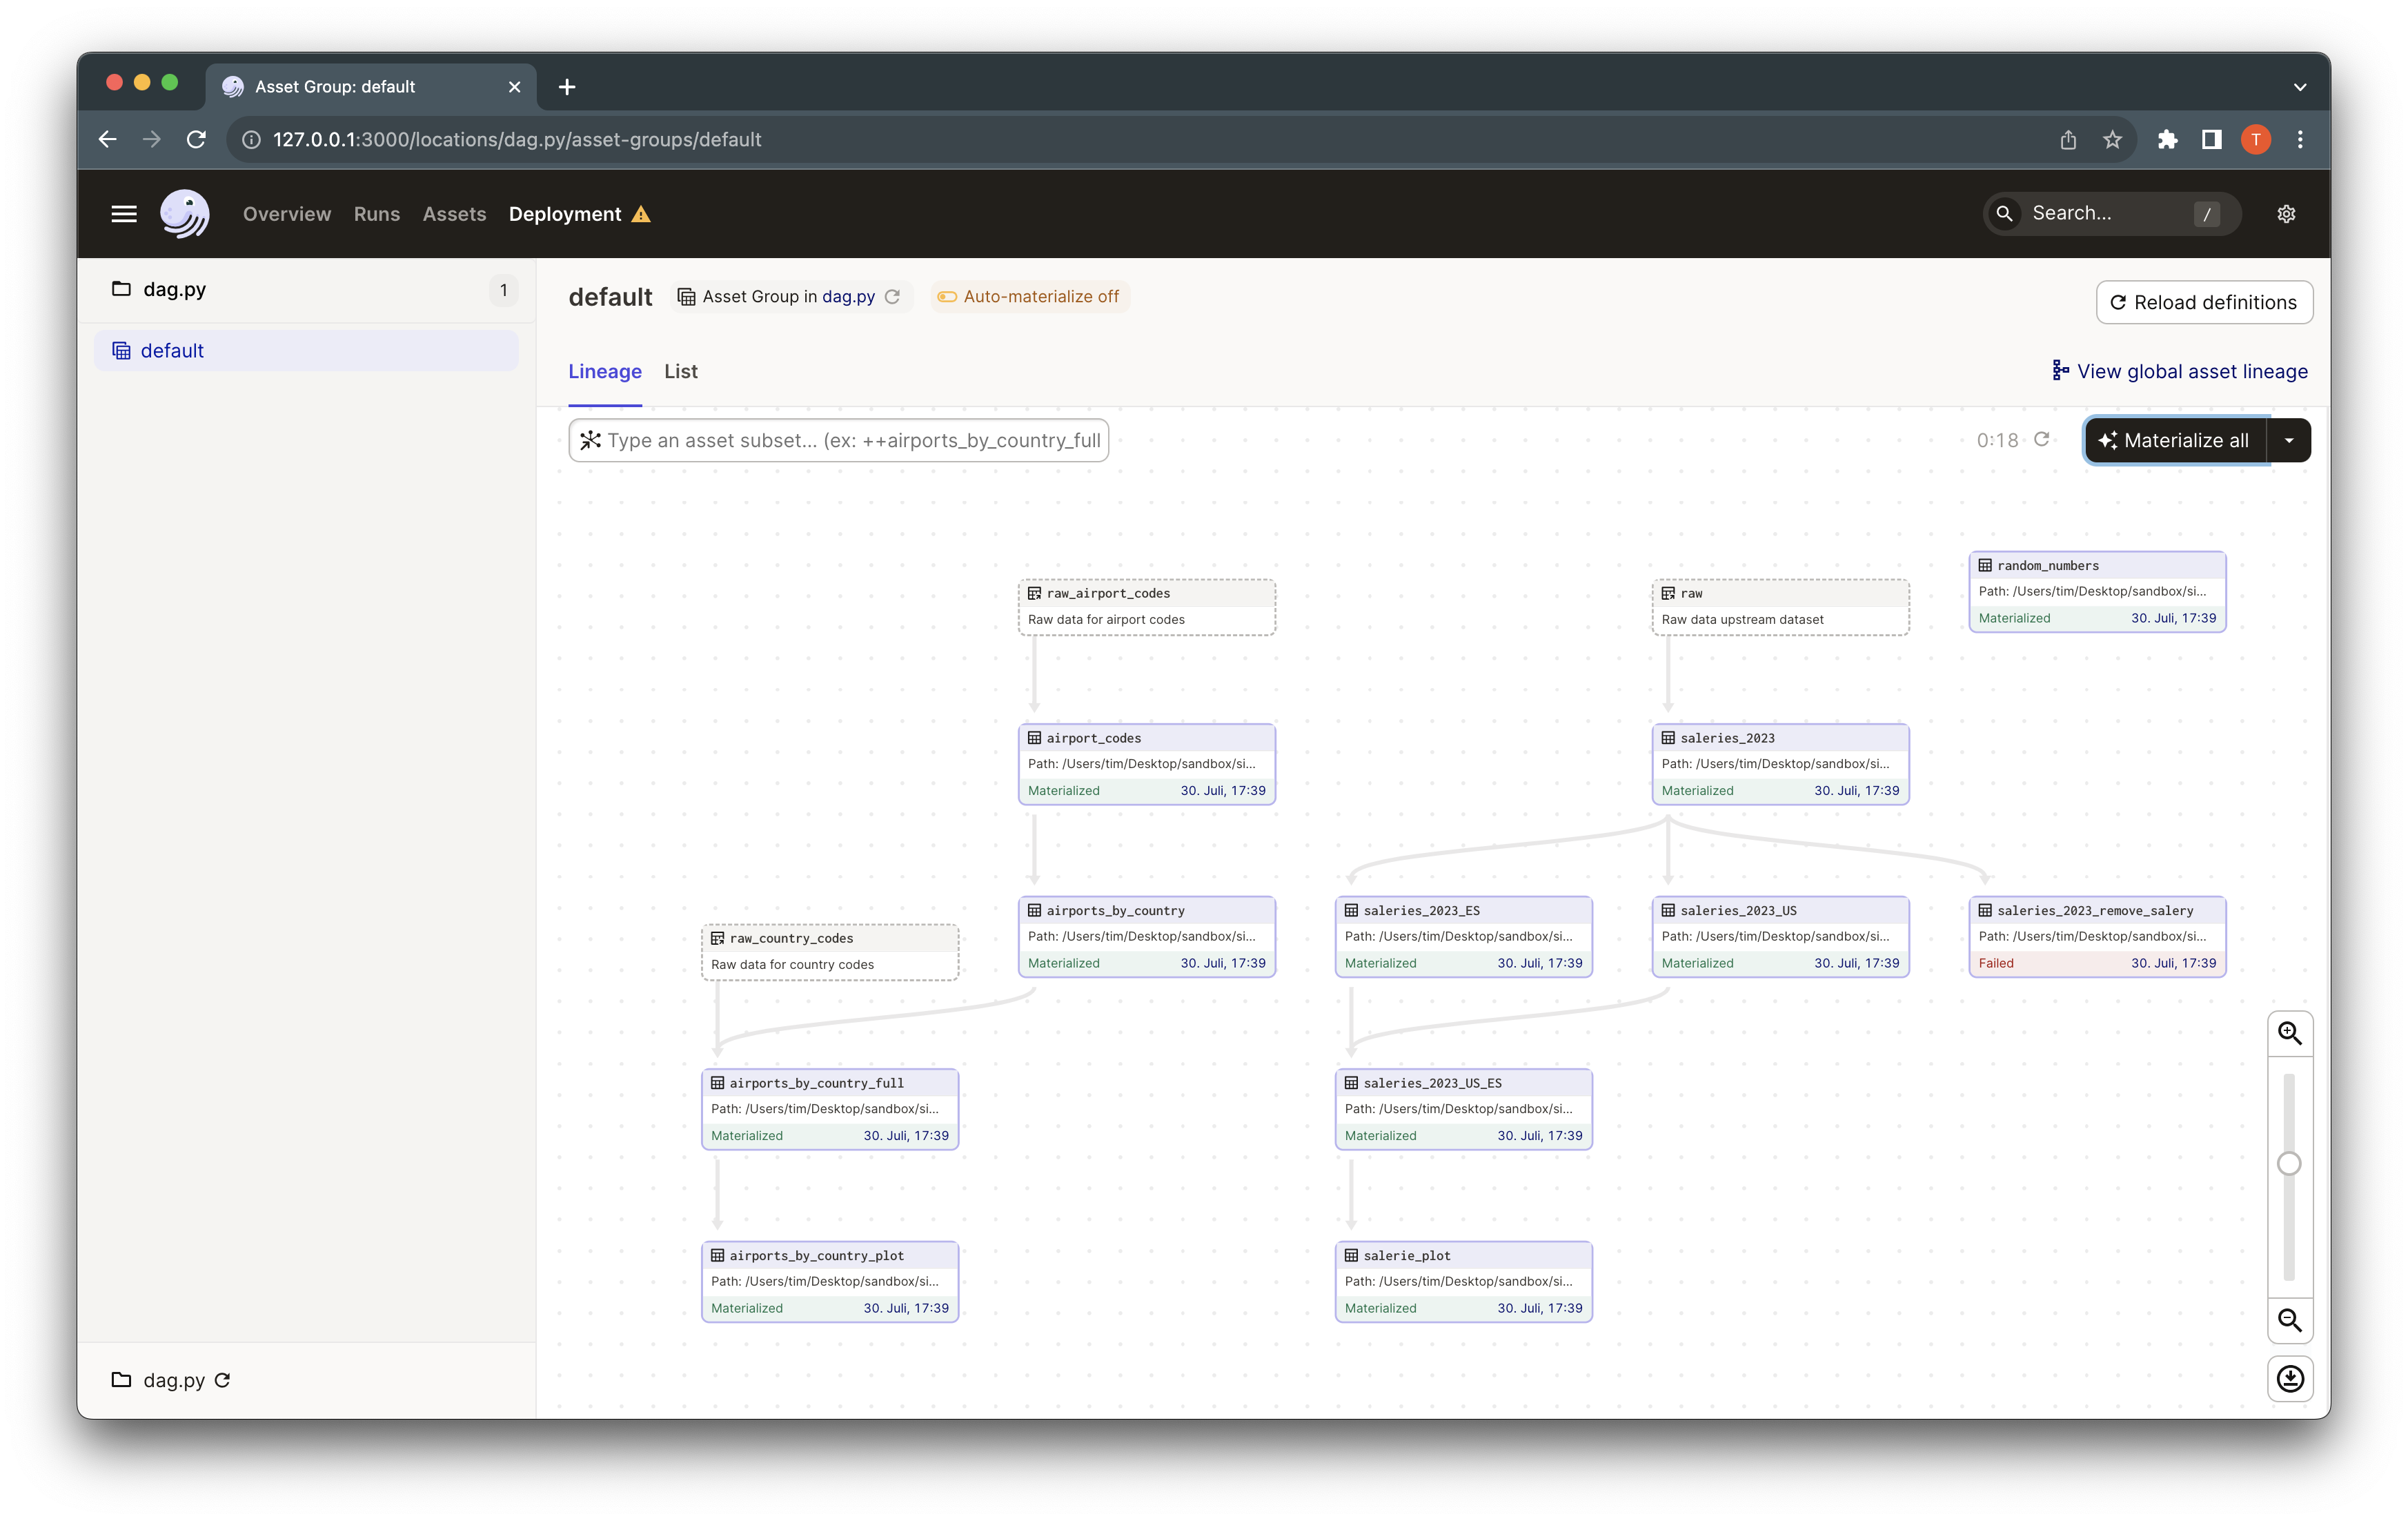 Asset Group: default
127.0.0.1:3000/locations/dag.py/asset-groups/default
T
Overview Runs Assets Deployment
Search... /
dag.py 1
default
default Asset Group in dag.py Auto-materialize off
Reload definitions
Lineage List
View global asset lineage
Type an asset subset… (ex: ++airports_by_country_full
0:18
Materialize all
random_numbers
Path: /Users/tim/Desktop/sandbox/si…
Materialized 30. Juli, 17:39
raw_airport_codes
Raw data for airport codes
raw
Raw data upstream dataset
airport_codes
Path: /Users/tim/Desktop/sandbox/si…
Materialized 30. Juli, 17:39
saleries_2023
Path: /Users/tim/Desktop/sandbox/si…
Materialized 30. Juli, 17:39
airports_by_country
Path: /Users/tim/Desktop/sandbox/si…
Materialized 30. Juli, 17:39
saleries_2023_ES
Path: /Users/tim/Desktop/sandbox/si…
Materialized 30. Juli, 17:39
saleries_2023_US
Path: /Users/tim/Desktop/sandbox/si…
Materialized 30. Juli, 17:39
saleries_2023_remove_salery
Path: /Users/tim/Desktop/sandbox/si…
Failed 30. Juli, 17:39
raw_country_codes
Raw data for country codes
airports_by_country_full
Path: /Users/tim/Desktop/sandbox/si…
Materialized 30. Juli, 17:39
saleries_2023_US_ES
Path: /Users/tim/Desktop/sandbox/si…
Materialized 30. Juli, 17:39
airports_by_country_plot
Path: /Users/tim/Desktop/sandbox/si…
Materialized 30. Juli, 17:39
salerie_plot
Path: /Users/tim/Desktop/sandbox/si…
Materialized 30. Juli, 17:39
dag.py